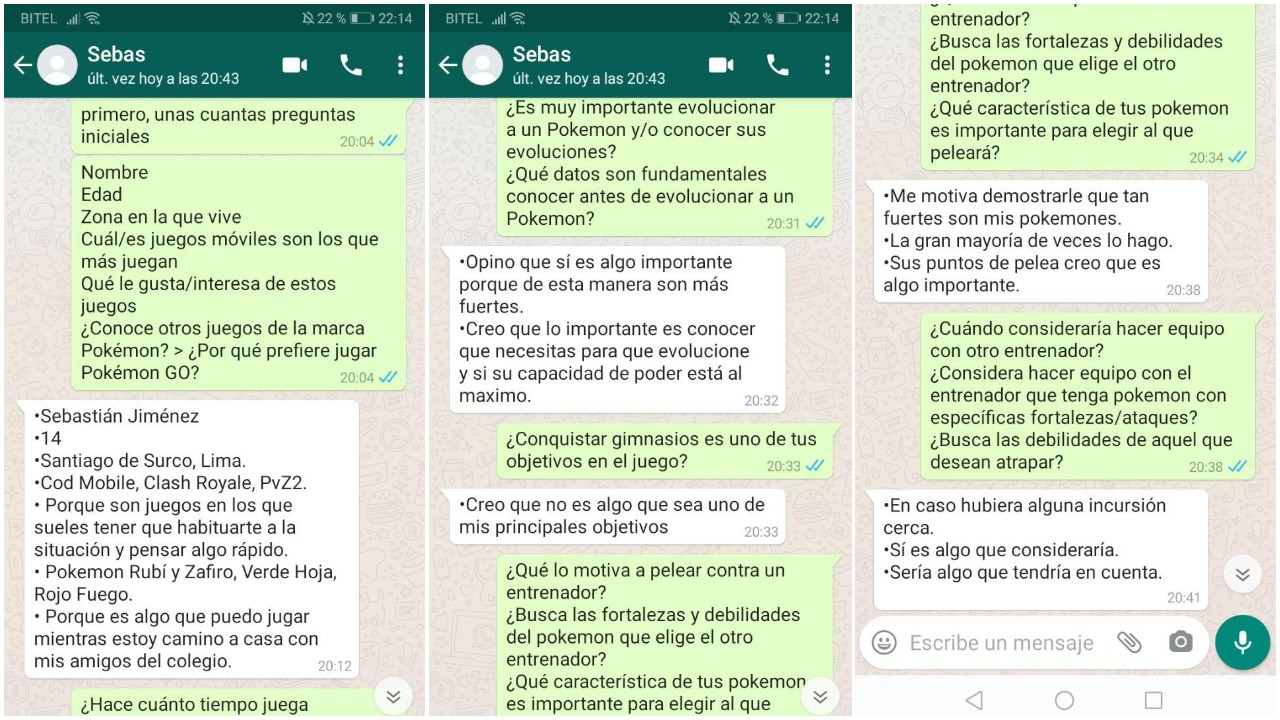 BITEL 22 % 22:14
Sebas
últ. vez hoy a las 20:43
primero, unas cuantas preguntas
iniciales
20:04
Nombre
Edad
Zona en la que vive
Cuál/es juegos móviles son los que
más juegan
Qué le gusta/interesa de estos
juegos
¿Conoce otros juegos de la marca
Pokémon? > ¿Por qué prefiere jugar
Pokémon GO?
20:04
•Sebastián Jiménez
•14
•Santiago de Surco, Lima.
•Cod Mobile, Clash Royale, PvZ2.
• Porque son juegos en los que
sueles tener que habituarte a la
situación y pensar algo rápido.
• Pokemon Rubí y Zafiro, Verde Hoja,
Rojo Fuego.
• Porque es algo que puedo jugar
mientras estoy camino a casa con
mis amigos del colegio.
20:12
¿Hace cuánto tiempo juega
BITEL 22 % 22:14
Sebas
últ. vez hoy a las 20:43
¿Es muy importante evolucionar
a un Pokemon y/o conocer sus
evoluciones?
¿Qué datos son fundamentales
conocer antes de evolucionar a un
Pokemon?
20:31
•Opino que sí es algo importante
porque de esta manera son más
fuertes.
•Creo que lo importante es conocer
que necesitas para que evolucione
y si su capacidad de poder está al
maximo.
20:32
¿Conquistar gimnasios es uno de tus
objetivos en el juego?
20:33
•Creo que no es algo que sea uno de
mis principales objetivos
20:33
¿Qué lo motiva a pelear contra un
entrenador?
¿Busca las fortalezas y debilidades
del pokemon que elige el otro
entrenador?
¿Qué característica de tus pokemon
es importante para elegir al que
entrenador?
¿Busca las fortalezas y debilidades
del pokemon que elige el otro
entrenador?
¿Qué característica de tus pokemon
es importante para elegir al que
peleará?
20:34
•Me motiva demostrarle que tan
fuertes son mis pokemones.
•La gran mayoría de veces lo hago.
•Sus puntos de pelea creo que es
algo importante.
20:38
¿Cuándo consideraría hacer equipo
con otro entrenador?
¿Considera hacer equipo con el
entrenador que tenga pokemon con
específicas fortalezas/ataques?
¿Busca las debilidades de aquel que
desean atrapar?
20:38
•En caso hubiera alguna incursión
cerca.
•Sí es algo que consideraría.
•Sería algo que tendría en cuenta.
20:41
Escribe un mensaje